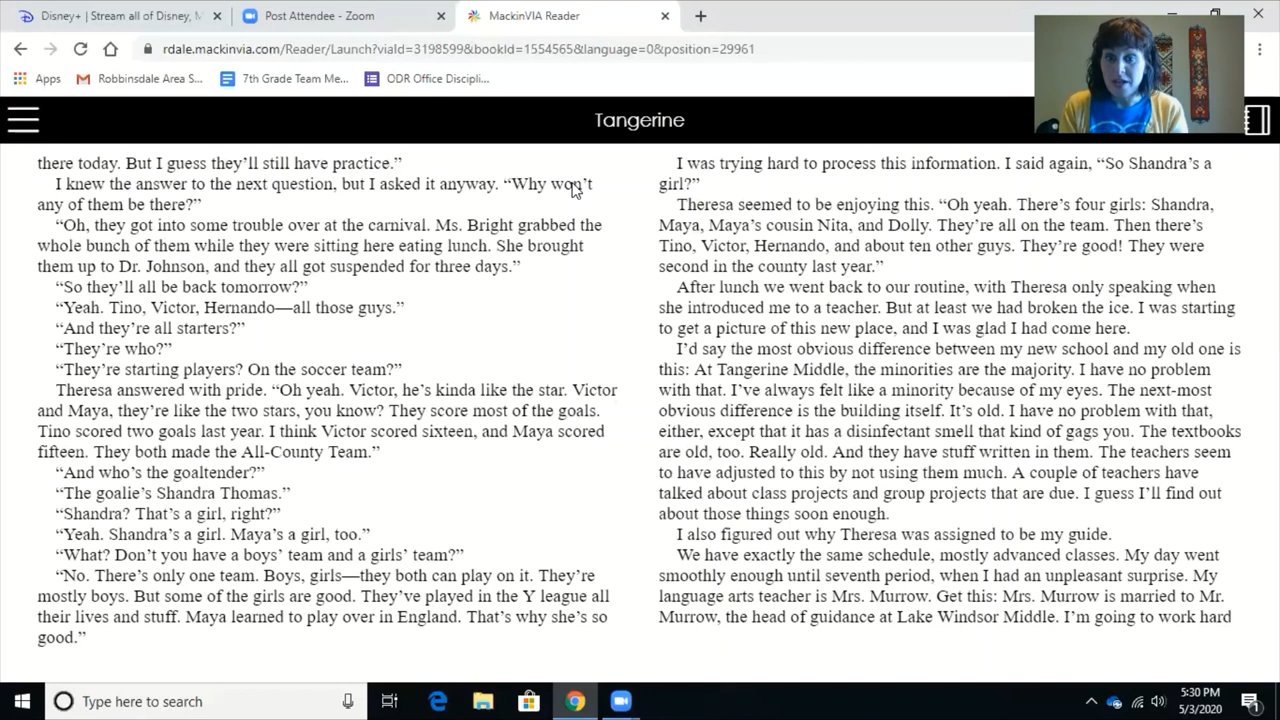 Disney+ | Stream all of Disney, M
Post Attendee - Zoom
MackinVIA Reader
rdale.mackinvia.com/Reader/Launch?viaId=3198599&bookId=1554565&language=0&position=29961
Apps
Robbinsdale Area S...
7th Grade Team Me...
ODR Office Discipli...
Tangerine
there today. But I guess they’ll still have practice.”
I knew the answer to the next question, but I asked it anyway. “Why won’t
any of them be there?”
“Oh, they got into some trouble over at the carnival. Ms. Bright grabbed the
whole bunch of them while they were sitting here eating lunch. She brought
them up to Dr. Johnson, and they all got suspended for three days.”
“So they’ll all be back tomorrow?”
“Yeah. Tino, Victor, Hernando—all those guys.”
“And they’re all starters?”
“They’re who?”
“They’re starting players? On the soccer team?”
Theresa answered with pride. “Oh yeah. Victor, he’s kinda like the star. Victor
and Maya, they’re like the two stars, you know? They score most of the goals.
Tino scored two goals last year. I think Victor scored sixteen, and Maya scored
fifteen. They both made the All-County Team.”
“And who’s the goaltender?”
“The goalie’s Shandra Thomas.”
“Shandra? That’s a girl, right?”
“Yeah. Shandra’s a girl. Maya’s a girl, too.”
“What? Don’t you have a boys’ team and a girls’ team?”
“No. There’s only one team. Boys, girls—they both can play on it. They’re
mostly boys. But some of the girls are good. They’ve played in the Y league all
their lives and stuff. Maya learned to play over in England. That’s why she’s so
good.”
I was trying hard to process this information. I said again, “So Shandra’s a
girl?”
Theresa seemed to be enjoying this. “Oh yeah. There’s four girls: Shandra,
Maya, Maya’s cousin Nita, and Dolly. They’re all on the team. Then there’s
Tino, Victor, Hernando, and about ten other guys. They’re good! They were
second in the county last year.”
After lunch we went back to our routine, with Theresa only speaking when
she introduced me to a teacher. But at least we had broken the ice. I was starting
to get a picture of this new place, and I was glad I had come here.
I’d say the most obvious difference between my new school and my old one is
this: At Tangerine Middle, the minorities are the majority. I have no problem
with that. I’ve always felt like a minority because of my eyes. The next-most
obvious difference is the building itself. It’s old. I have no problem with that,
either, except that it has a disinfectant smell that kind of gags you. The textbooks
are old, too. Really old. And they have stuff written in them. The teachers seem
to have adjusted to this by not using them much. A couple of teachers have
talked about class projects and group projects that are due. I guess I’ll find out
about those things soon enough.
I also figured out why Theresa was assigned to be my guide.
We have exactly the same schedule, mostly advanced classes. My day went
smoothly enough until seventh period, when I had an unpleasant surprise. My
language arts teacher is Mrs. Murrow. Get this: Mrs. Murrow is married to Mr.
Murrow, the head of guidance at Lake Windsor Middle. I’m going to work hard
Type here to search
5:30 PM
5/3/2020
1